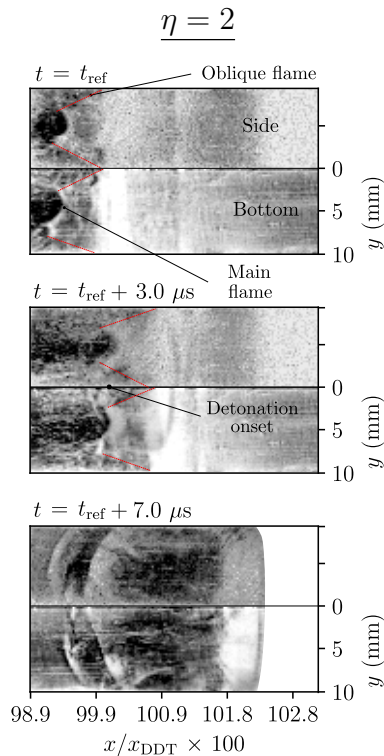 η = 2
t = t_ref
Oblique flame
Side
0
Bottom
5
10
y (mm)
Main
flame
t = t_ref + 3.0 μs
0
Detonation
onset
5
10
y (mm)
t = t_ref + 7.0 μs
0
5
10
y (mm)
98.9 99.9 100.9 101.8 102.8
x/x_DDT × 100